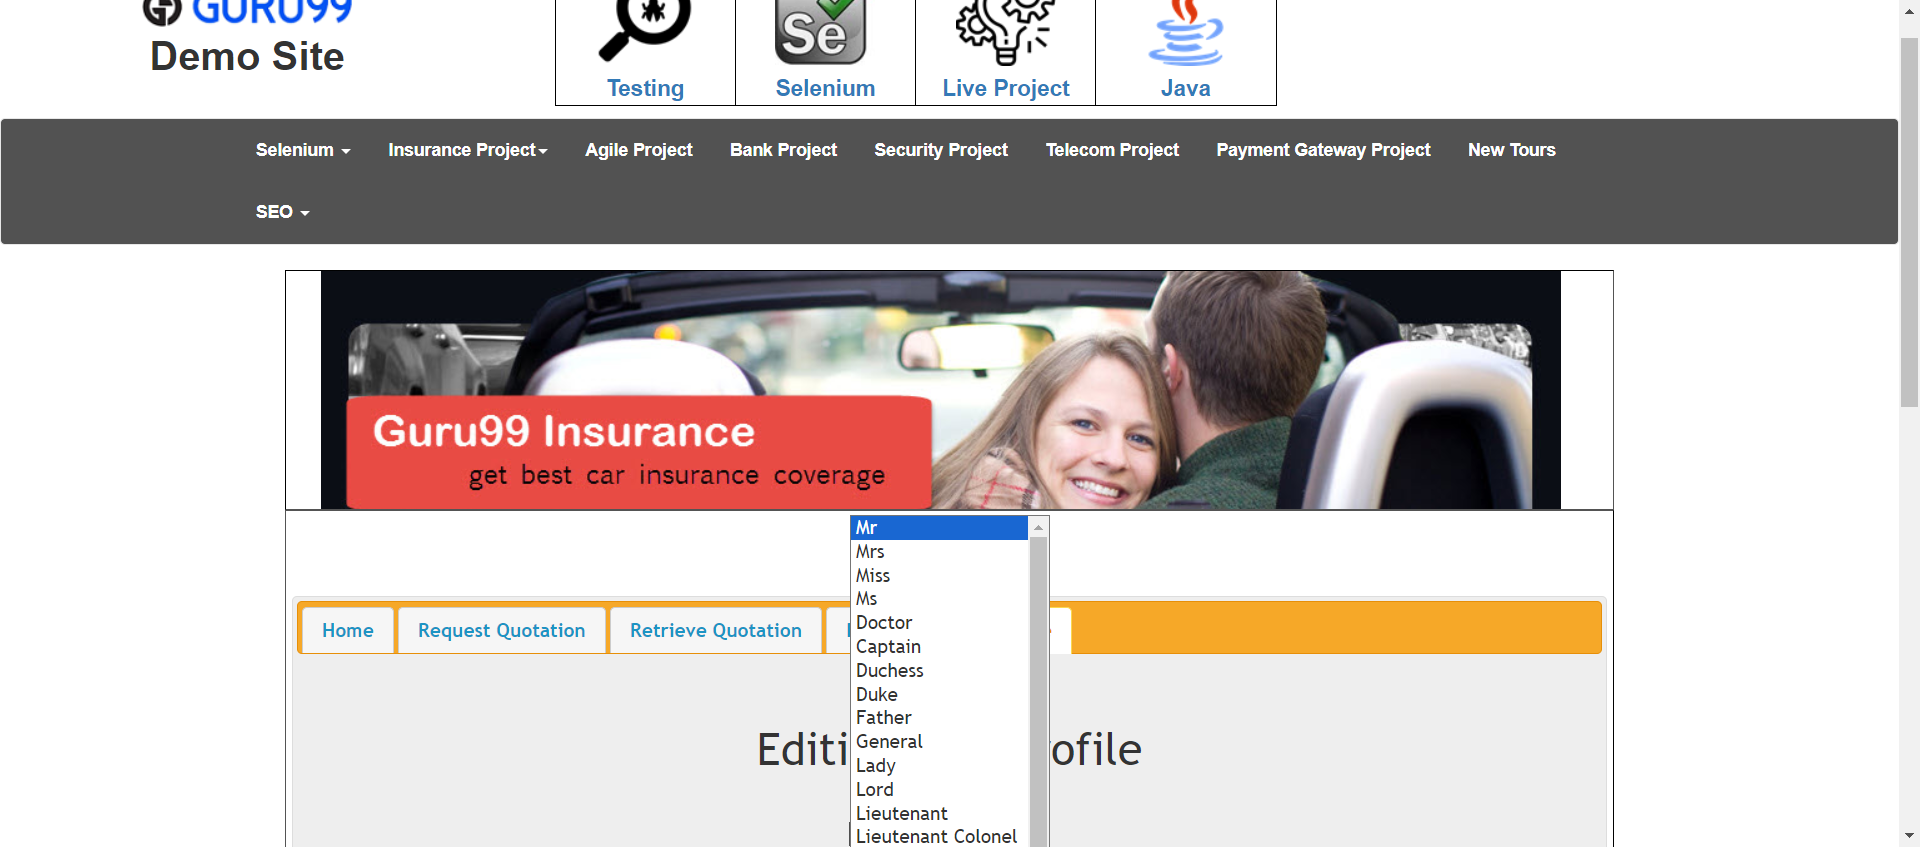 GURU99
Demo Site
Se
Testing
Selenium
Live Project
Java
Selenium
Insurance Project
Agile Project
Bank Project
Security Project
Telecom Project
Payment Gateway Project
New Tours
SEO
Guru99 Insurance
get best car insurance coverage
Mr
Mrs
Miss
Ms
Doctor
Captain
Duchess
Duke
Father
General
Lady
Lord
Lieutenant
Lieutenant Colonel
Home
Request Quotation
Retrieve Quotation
Editi
ofile